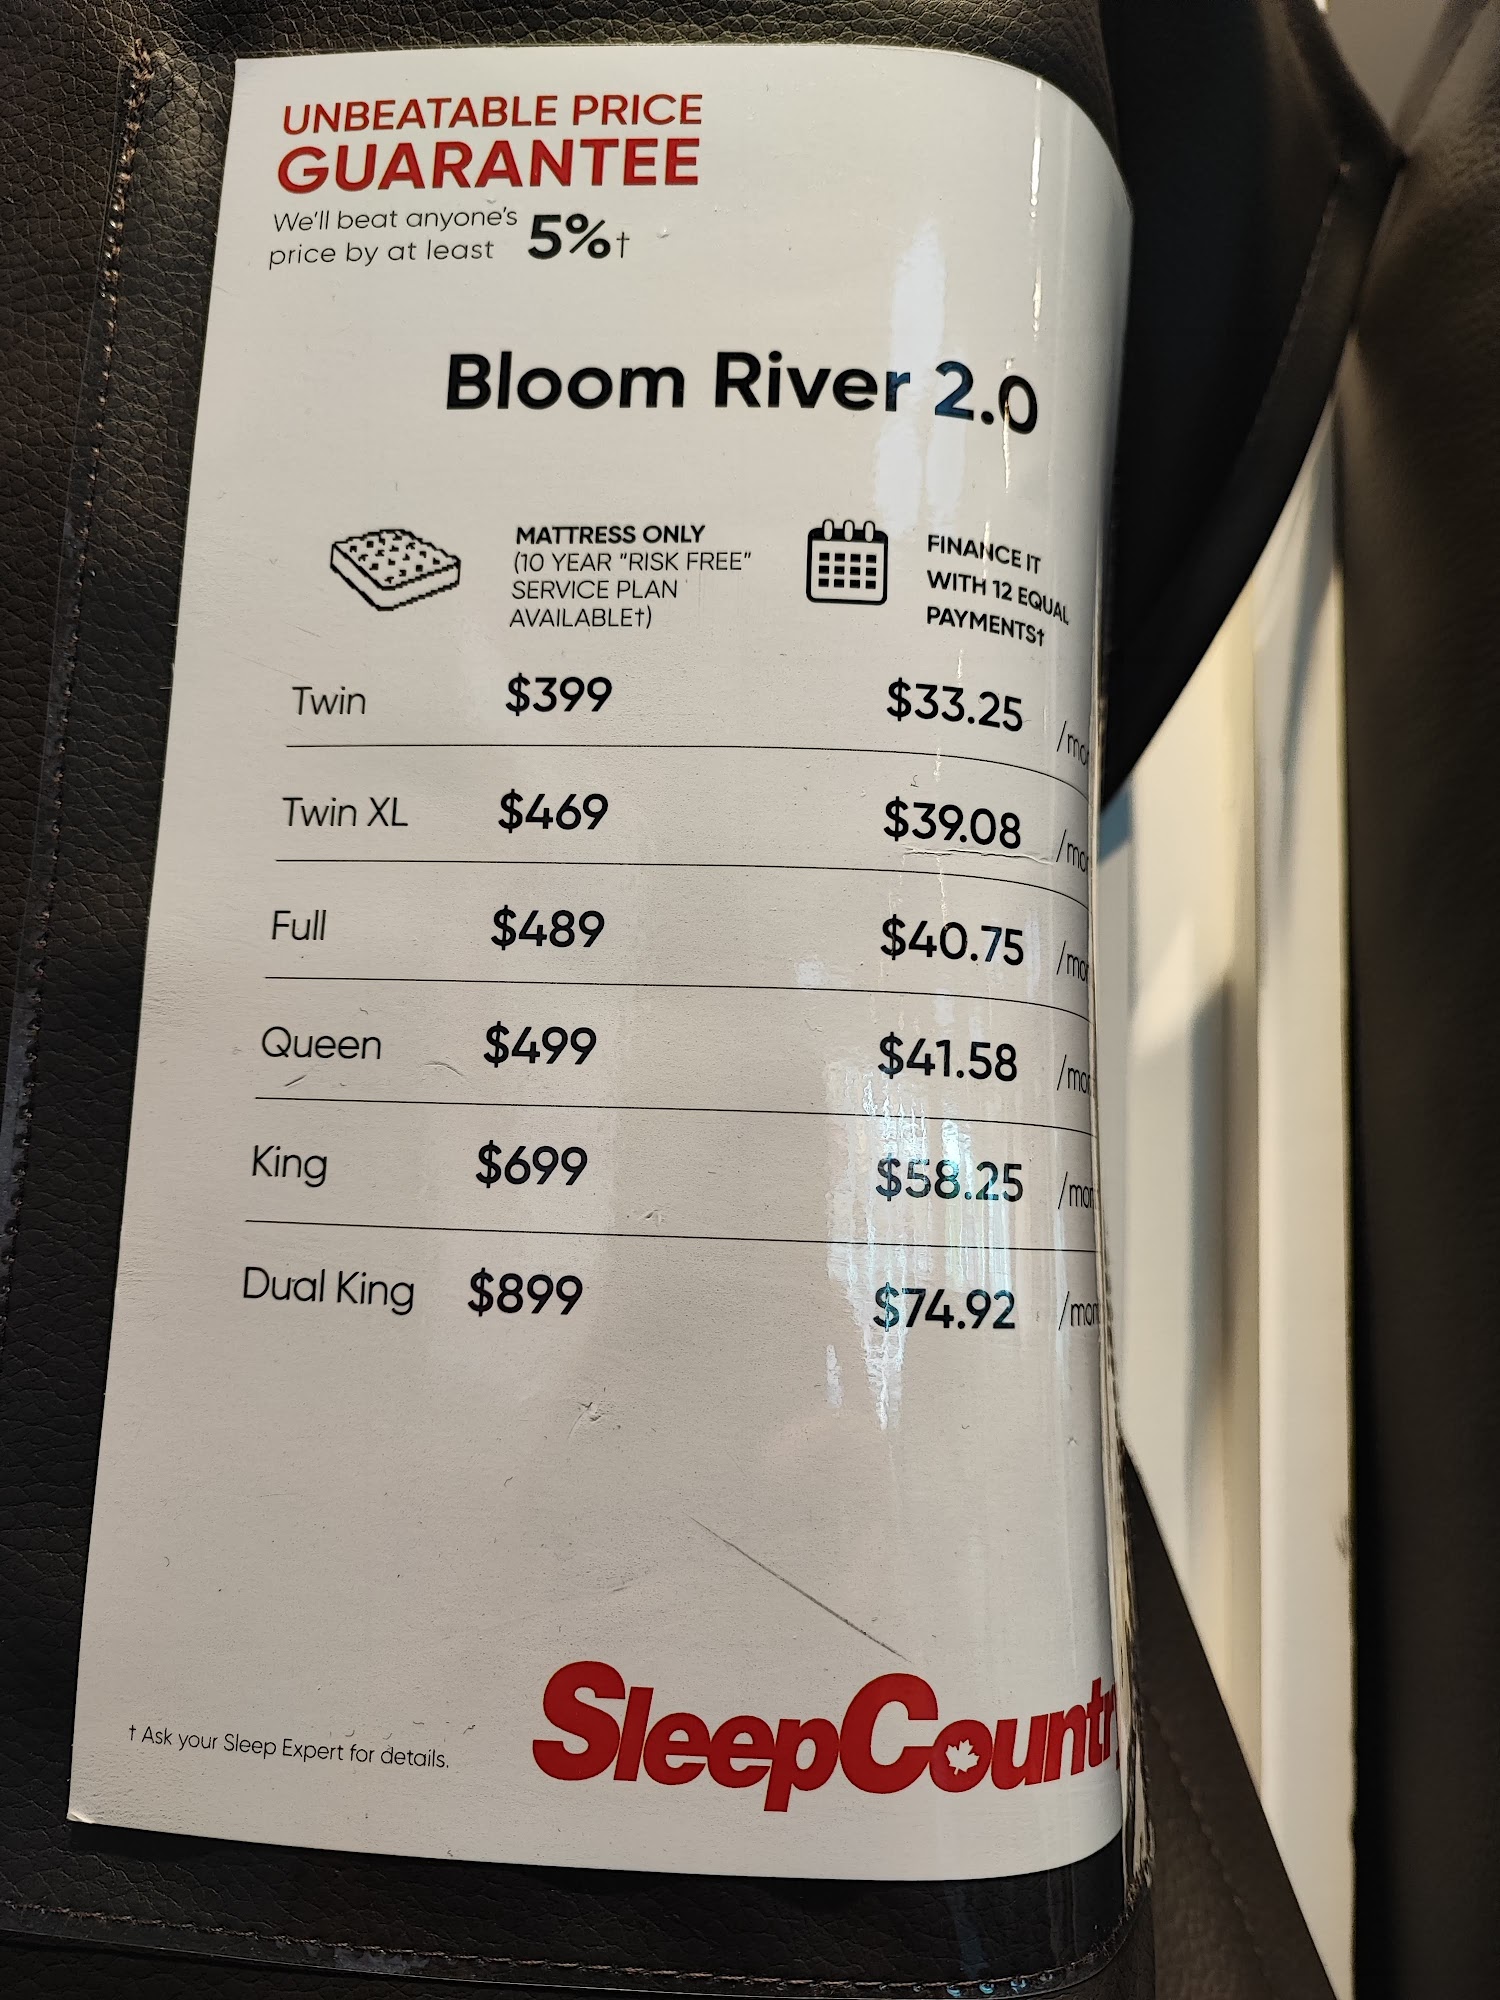 UNBEATABLE PRICE
GUARANTEE
We'll beat anyone's
price by at least 5%†
Bloom River 2.0
MATTRESS ONLY
(10 YEAR "RISK FREE"
SERVICE PLAN
AVAILABLE†)
FINANCE IT
WITH 12 EQUAL
PAYMENTS†
Twin $399 $33.25
Twin XL $469 $39.08
Full $489 $40.75
Queen $499 $41.58
King $699 $58.25
Dual King $899 $74.92
† Ask your Sleep Expert for details.
SleepCountr